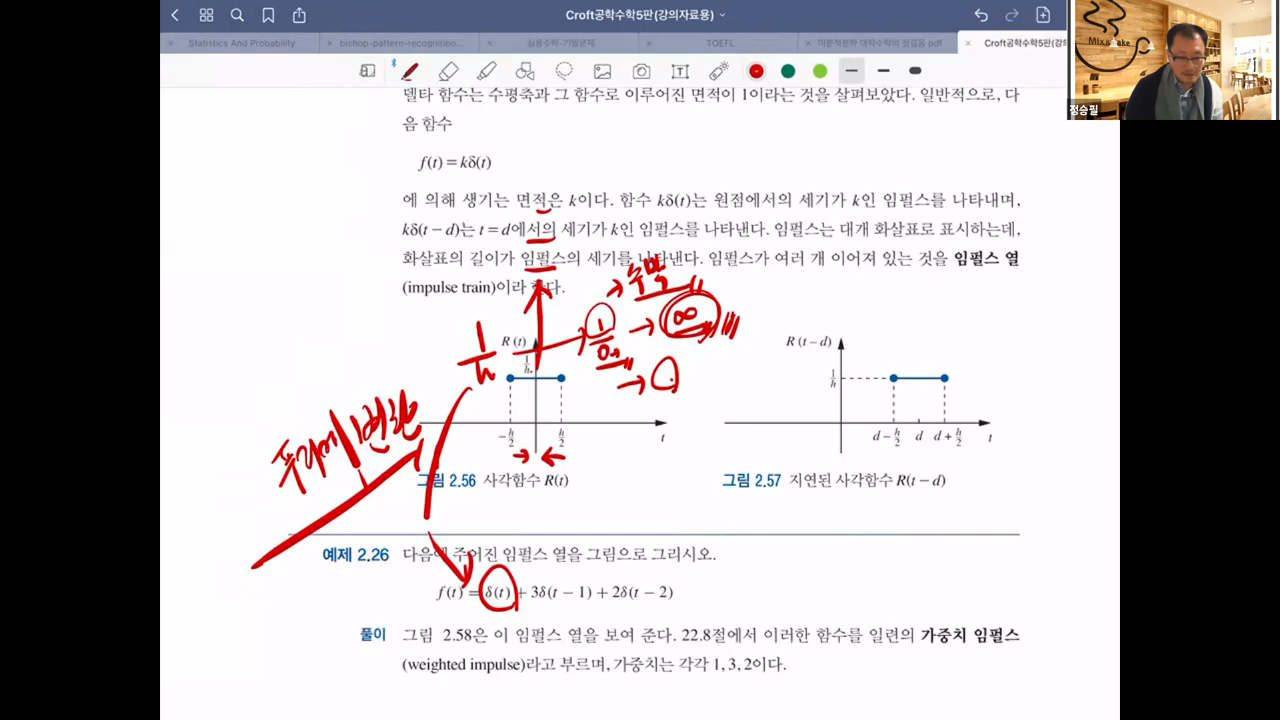 Croft공학수학5판(강의자료용)
Statistics And Probability
bishop-pattern-recognition...
TOEFL
Croft공학수학5판(강의
Mix&Bake
정승필
델타 함수는 수평축과 그 함수로 이루어진 면적이 1이라는 것을 살펴보았다. 일반적으로, 다
음 함수
f(t) = kδ(t)
에 의해 생기는 면적은 k이다. 함수 kδ(t)는 원점에서의 세기가 k인 임펄스를 나타내며,
kδ(t − d)는 t = d에서의 세기가 k인 임펄스를 나타낸다. 임펄스는 대개 화살표로 표시하는데,
화살표의 길이가 임펄스의 세기를 나타낸다. 임펄스가 여러 개 이어져 있는 것을 임펄스 열
(impulse train)이라 한다.
수박
1/0 → ∞
1/h
R(t)
1/h
−h/2
h/2
t
R(t − d)
1/h
d − h/2
d
d + h/2
t
푸리에 변환
그림 2.56 사각함수 R(t)
그림 2.57 지연된 사각함수 R(t − d)
예제 2.26 다음에 주어진 임펄스 열을 그림으로 그리시오.
f(t) = δ(t) + 3δ(t − 1) + 2δ(t − 2)
풀이 그림 2.58은 이 임펄스 열을 보여 준다. 22.8절에서 이러한 함수를 일련의 가중치 임펄스
(weighted impulse)라고 부르며, 가중치는 각각 1, 3, 2이다.